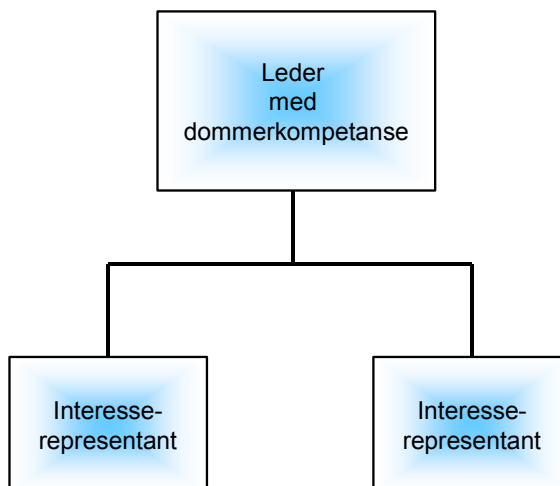 Leder
med
dommerkompetanse
Interesse-
representant
Interesse-
representant